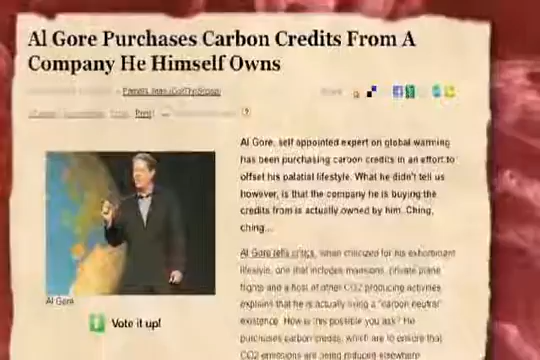 Al Gore Purchases Carbon Credits From A
Company He Himself Owns
Print
Al Gore, self appointed expert on global warming
has been purchasing carbon credits in an effort to
offset his palatial lifestyle. What he didn't tell us
however, is that the company he is buying the
credits from is actually owned by him. Ching,
ching...
Al Gore tells critics, when criticized for his exhorbitant
lifestyle, one that includes mansions, private plane
flights and a host of other CO2 producing activities
explains that he is actually living a "carbon neutral"
existence. How is this possible you ask? He
purchases carbon credits, which are to ensure that
CO2 emissions are being reduced elsewhere
Al Gore
Vote it up!